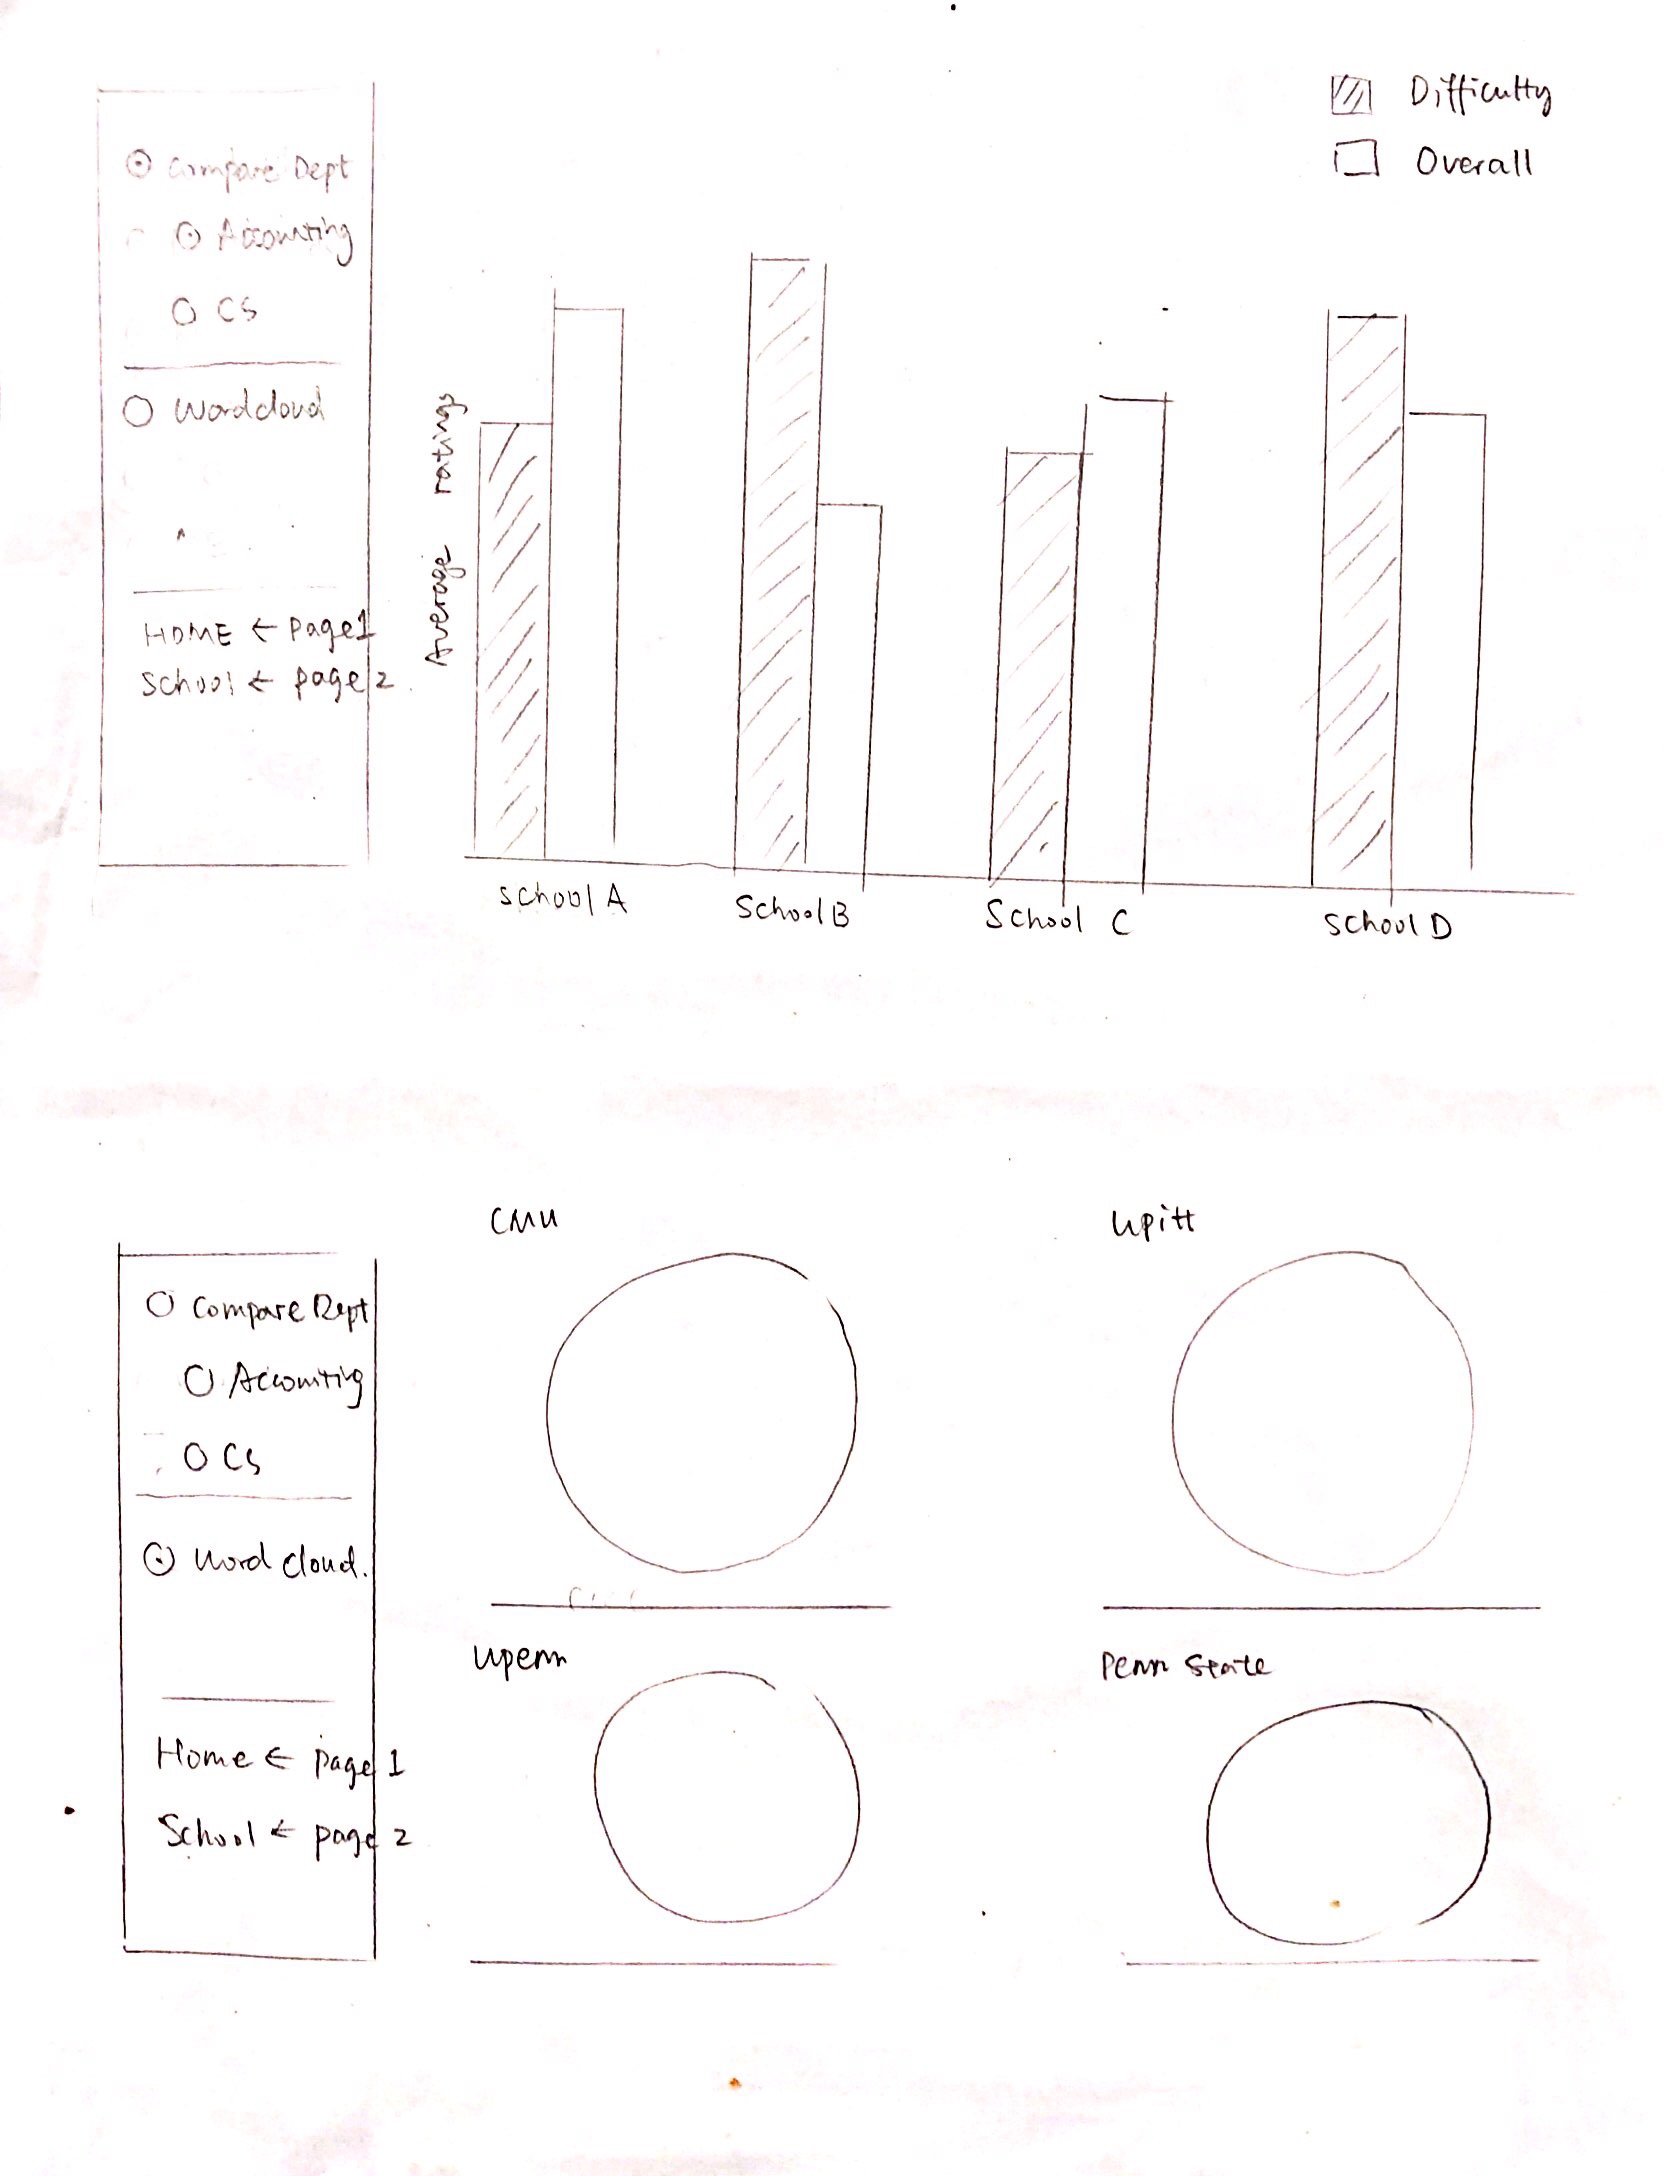 Difficulty
Overall
Compare Dept
Accounting
CS
Wordcloud
HOME ← page1
School ← page 2
Average ratings
School A
School B
School C
School D
CMU
Upitt
Compare Dept
Accounting
CS
Word cloud.
Upenn
Penn State
Home ← page 1
School ← page 2